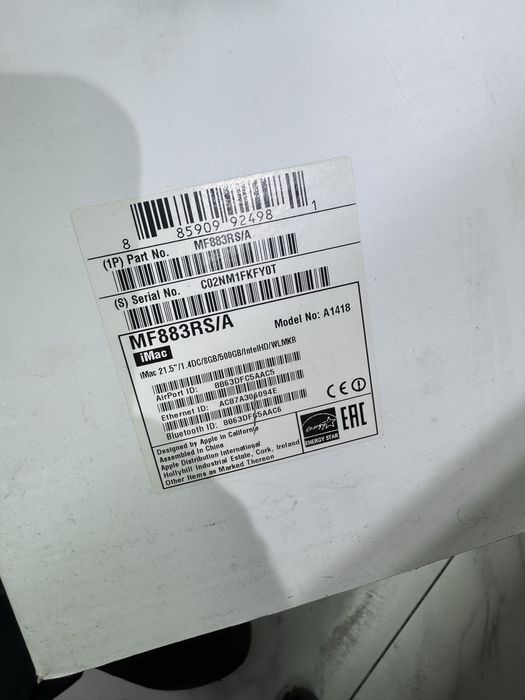 8 85909 92498 1
(1P) Part No. MF883RS/A
(S) Serial No. C02NM1FKFY0T
MF883RS/A
Model No: A1418
iMac
iMac 21.5"/1.4DC/8GB/500GB/IntelHD/WLMKB
AirPort ID: 8863DFC5AAC5
Ethernet ID: AC87A306094E
Bluetooth ID: 8863DFC5AAC6
Designed by Apple in California
Assembled in China
Apple Distribution International
Hollyhill Industrial Estate, Cork, Ireland
Other Items as Marked Thereon
CE
energy
ENERGY STAR
EAC